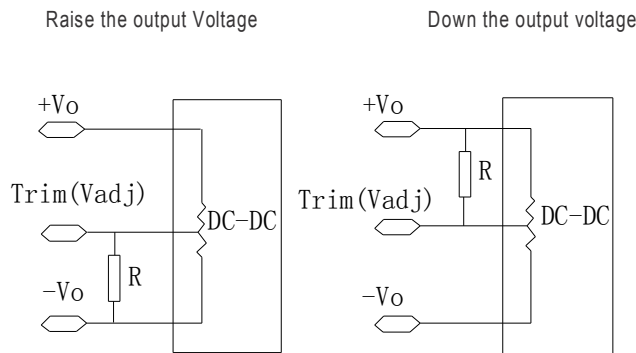 Raise the output Voltage
+Vo
Trim(Vadj)
DC-DC
R
-Vo
Down the output voltage
+Vo
R
Trim(Vadj)
DC-DC
-Vo